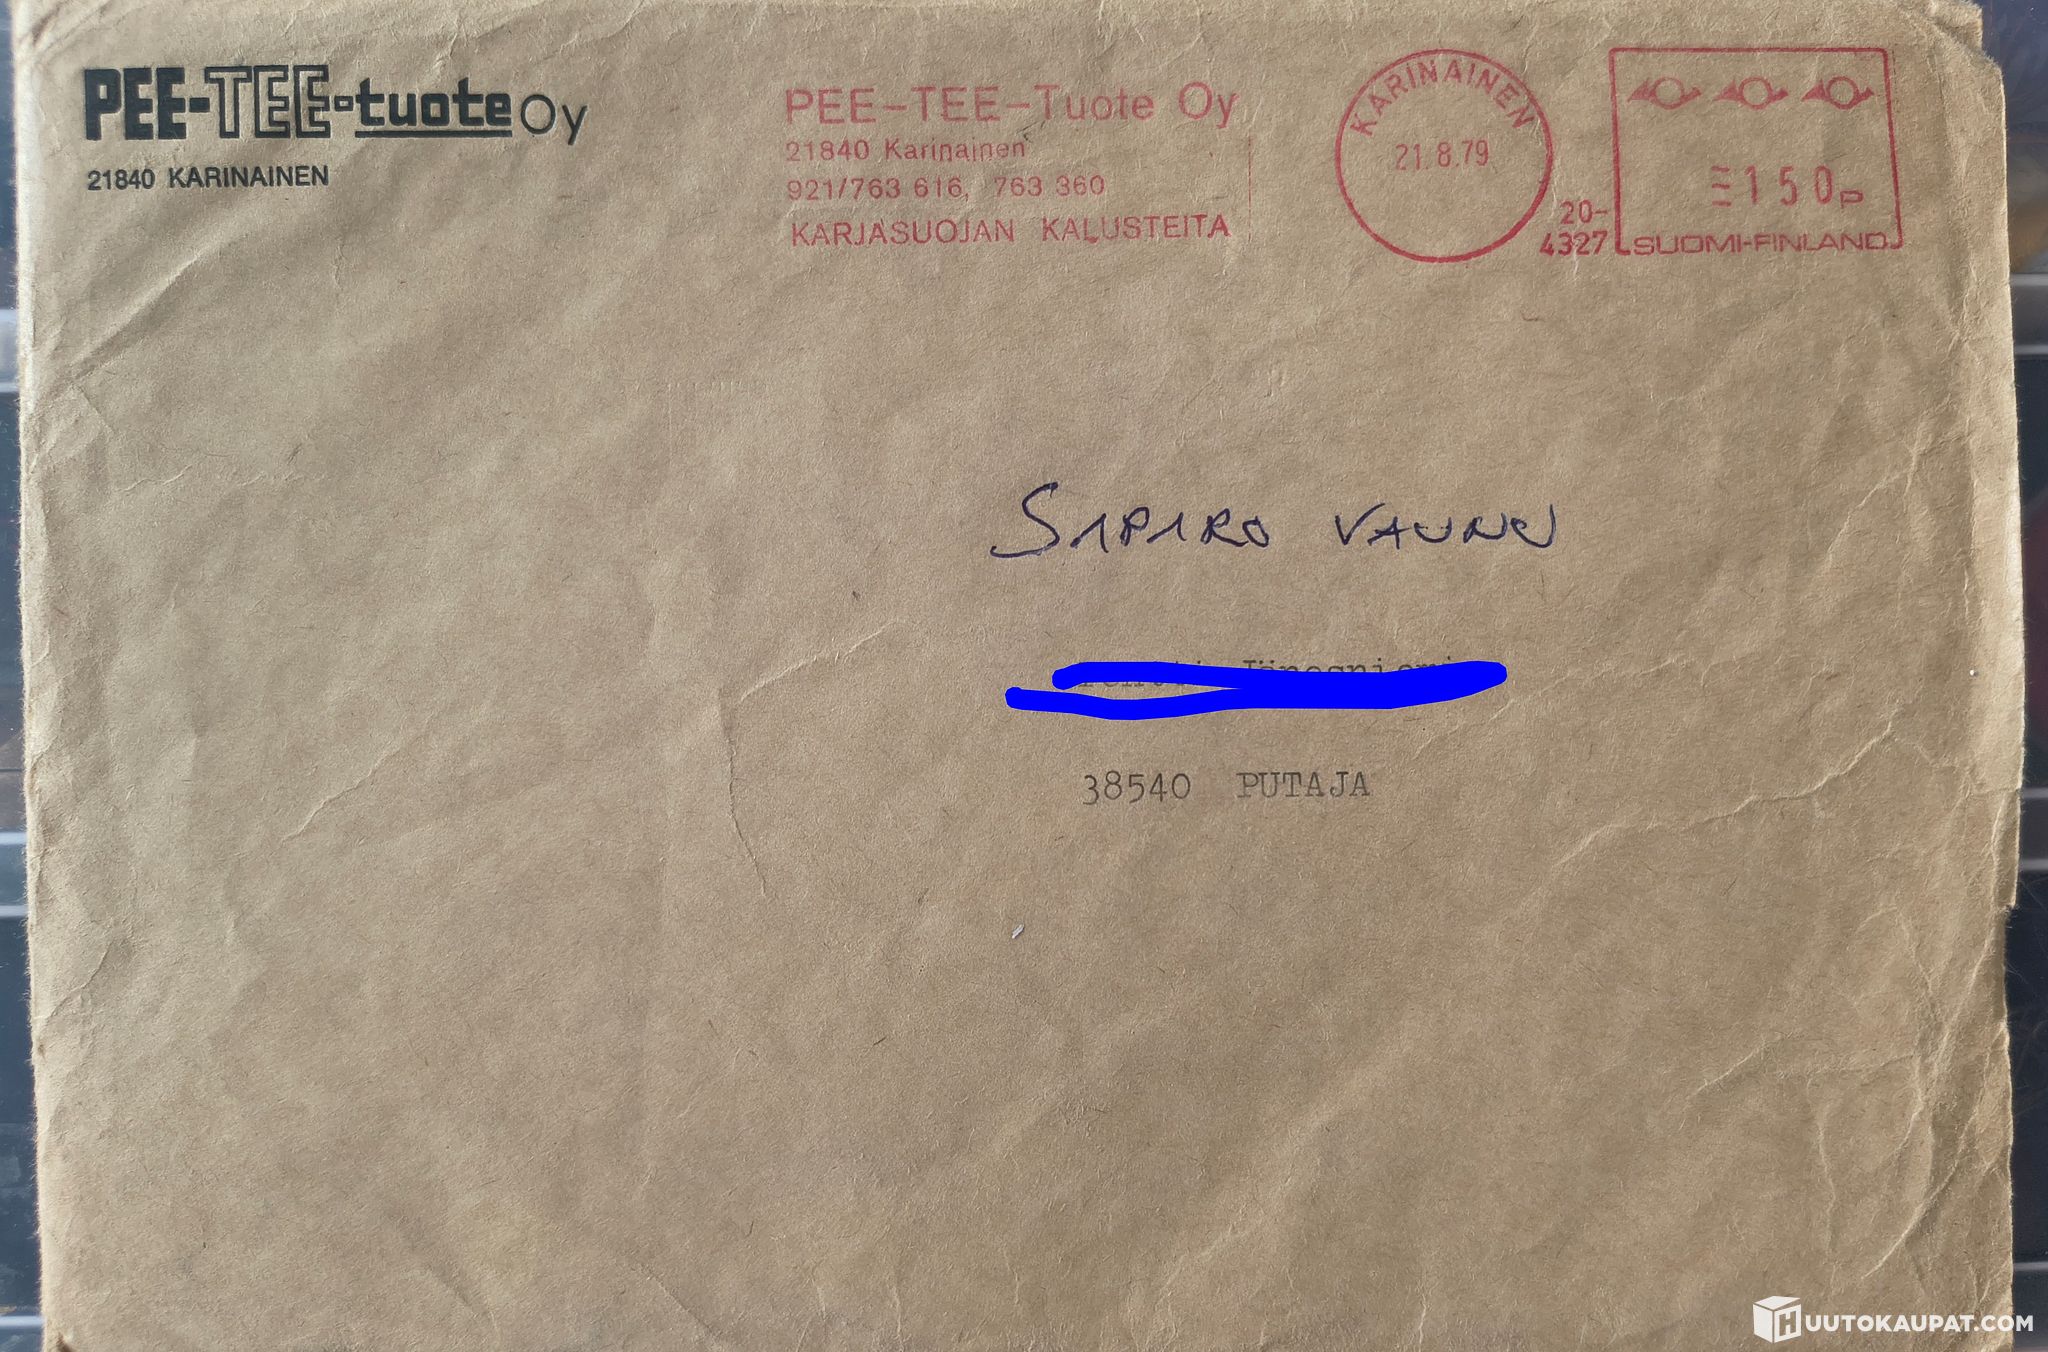 PEE-TEE-tuote Oy
21840 KARINAINEN
PEE-TEE-Tuote Oy
21840 Karinainen
921/763 616, 763 360
KARJASUOJAN KALUSTEITA
KARINAINEN
21.8.79
20-
4327
150p
SUOMI-FINLAND
SIPIRO VAUNU
38540 PUTAJA
HUUTOKAUPAT.COM